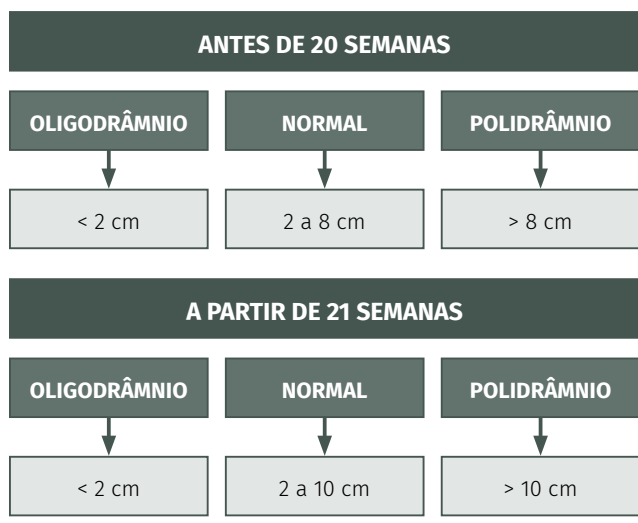 ANTES DE 20 SEMANAS
OLIGODRÂMNIO NORMAL POLIDRÂMNIO
< 2 cm 2 a 8 cm > 8 cm
A PARTIR DE 21 SEMANAS
OLIGODRÂMNIO NORMAL POLIDRÂMNIO
< 2 cm 2 a 10 cm > 10 cm